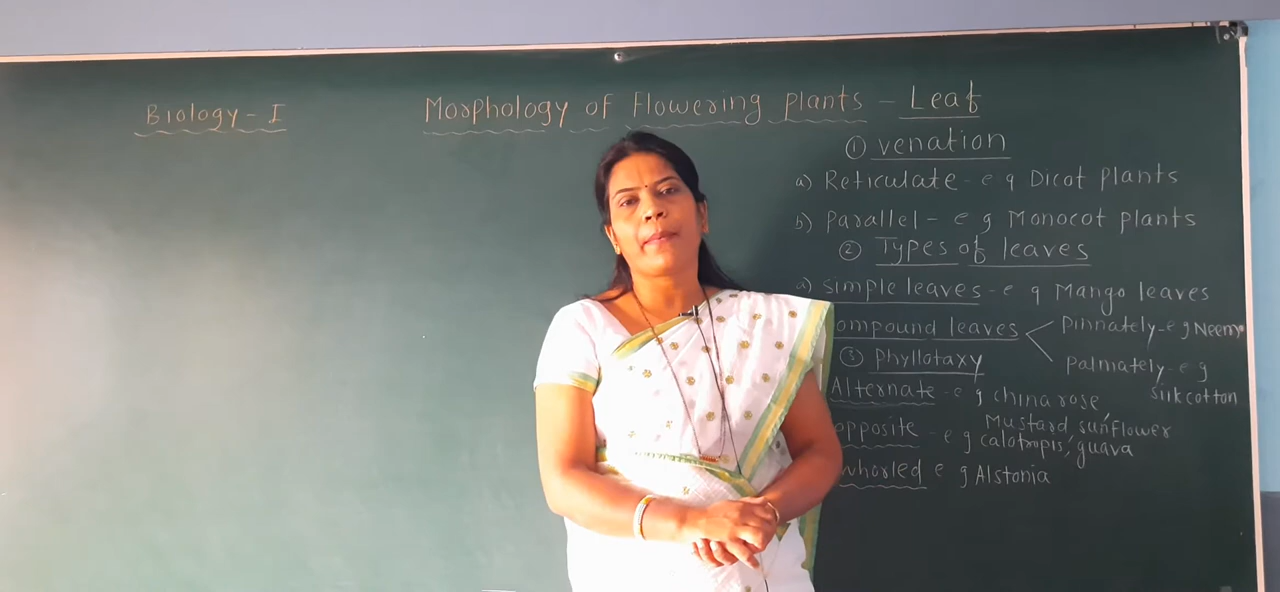 Biology - I
Morphology of Flowering plants - Leaf
① venation
a) Reticulate - e g Dicot plants
b) Parallel - e g Monocot plants
② Types of leaves
a) simple leaves - e g Mango leaves
ompound leaves < Pinnately - e g Neem
Palmately - e g
silk cotton
③ Phyllotaxy
Alternate - e g china rose,
Mustard, sunflower
opposite - e g calotropis, guava
whorled e g Alstonia